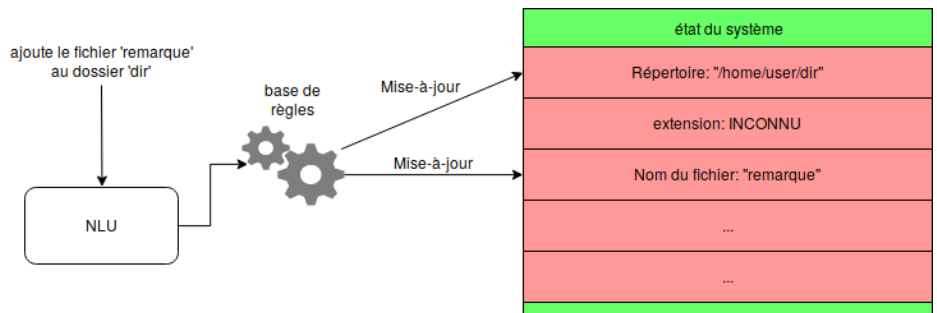 ajoute le fichier 'remarque'
au dossier 'dir'
NLU
base de
règles
Mise-à-jour
Mise-à-jour
état du système
Répertoire: "/home/user/dir"
extension: INCONNU
Nom du fichier: "remarque"
...
...